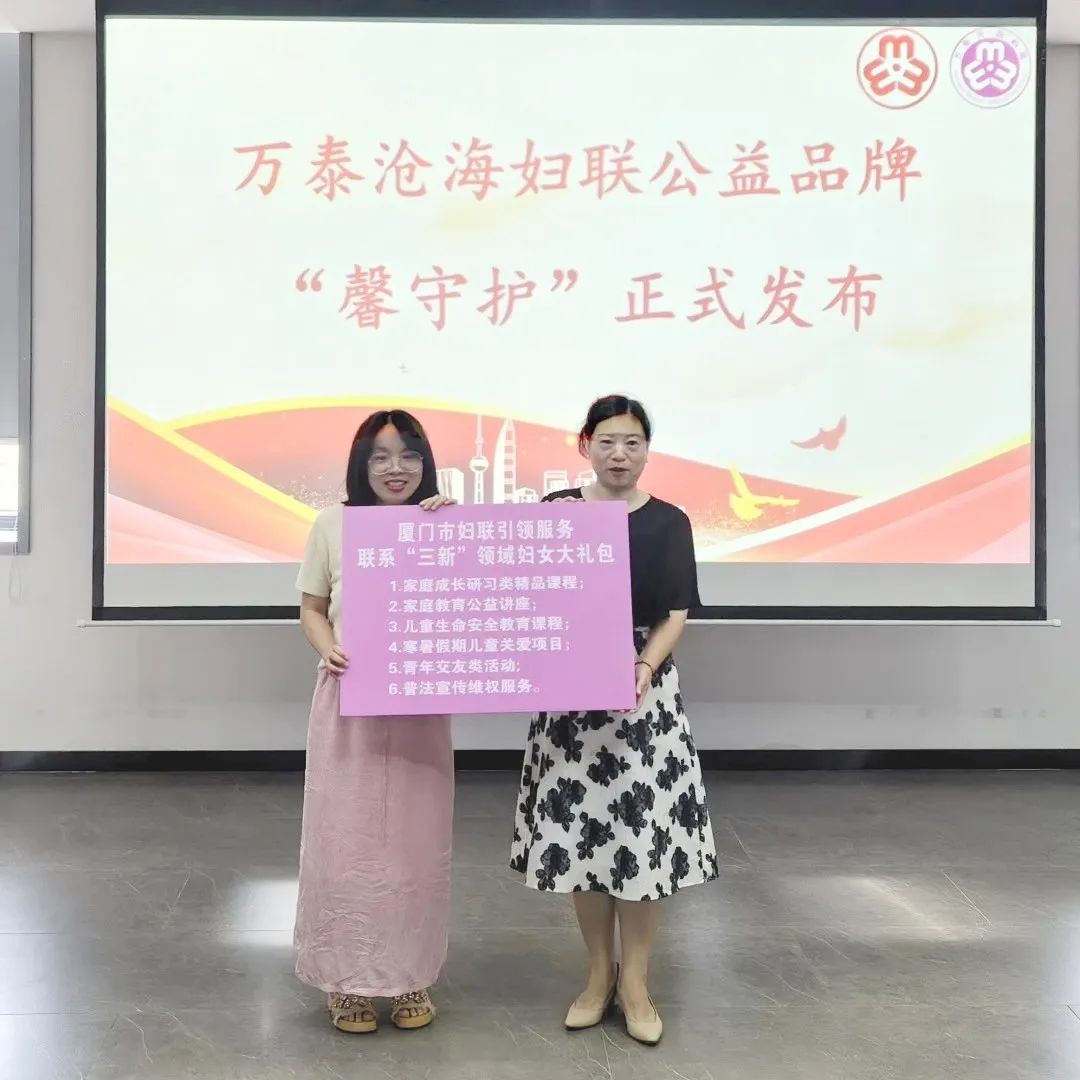 万泰沧海妇联公益品牌
“馨守护”正式发布
厦门市妇联引领服务
联系“三新”领域妇女大礼包
1.家庭成长研习类精品课程；
2.家庭教育公益讲座；
3.儿童生命安全教育课程；
4.寒暑假期儿童关爱项目；
5.青年交友类活动；
6.普法宣传维权服务。